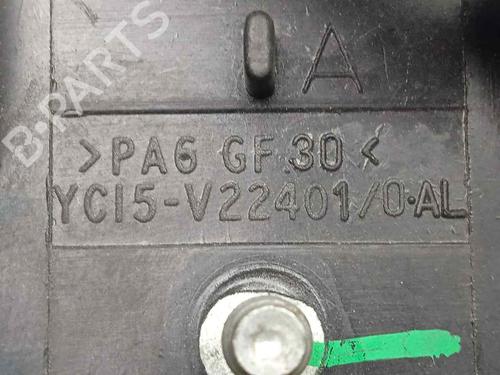 A
>PA6 GF 30<
YC15-V22401/0·AL
B-PARTS